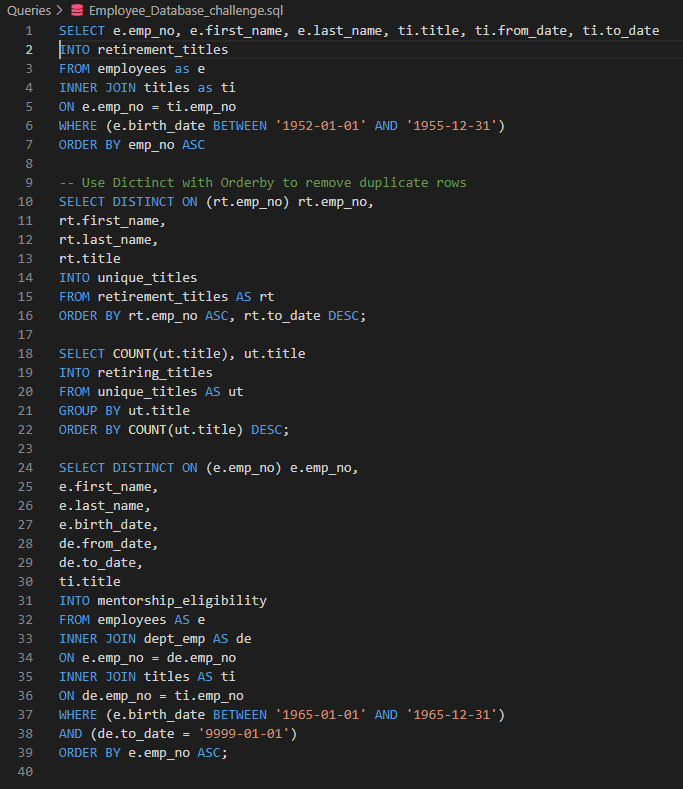 Queries > Employee_Database_challenge.sql
1 SELECT e.emp_no, e.first_name, e.last_name, ti.title, ti.from_date, ti.to_date
2 INTO retirement_titles
3 FROM employees as e
4 INNER JOIN titles as ti
5 ON e.emp_no = ti.emp_no
6 WHERE (e.birth_date BETWEEN '1952-01-01' AND '1955-12-31')
7 ORDER BY emp_no ASC
8
9 -- Use Dictinct with Orderby to remove duplicate rows
10 SELECT DISTINCT ON (rt.emp_no) rt.emp_no,
11 rt.first_name,
12 rt.last_name,
13 rt.title
14 INTO unique_titles
15 FROM retirement_titles AS rt
16 ORDER BY rt.emp_no ASC, rt.to_date DESC;
17
18 SELECT COUNT(ut.title), ut.title
19 INTO retiring_titles
20 FROM unique_titles AS ut
21 GROUP BY ut.title
22 ORDER BY COUNT(ut.title) DESC;
23
24 SELECT DISTINCT ON (e.emp_no) e.emp_no,
25 e.first_name,
26 e.last_name,
27 e.birth_date,
28 de.from_date,
29 de.to_date,
30 ti.title
31 INTO mentorship_eligibility
32 FROM employees AS e
33 INNER JOIN dept_emp AS de
34 ON e.emp_no = de.emp_no
35 INNER JOIN titles AS ti
36 ON de.emp_no = ti.emp_no
37 WHERE (e.birth_date BETWEEN '1965-01-01' AND '1965-12-31')
38 AND (de.to_date = '9999-01-01')
39 ORDER BY e.emp_no ASC;
40